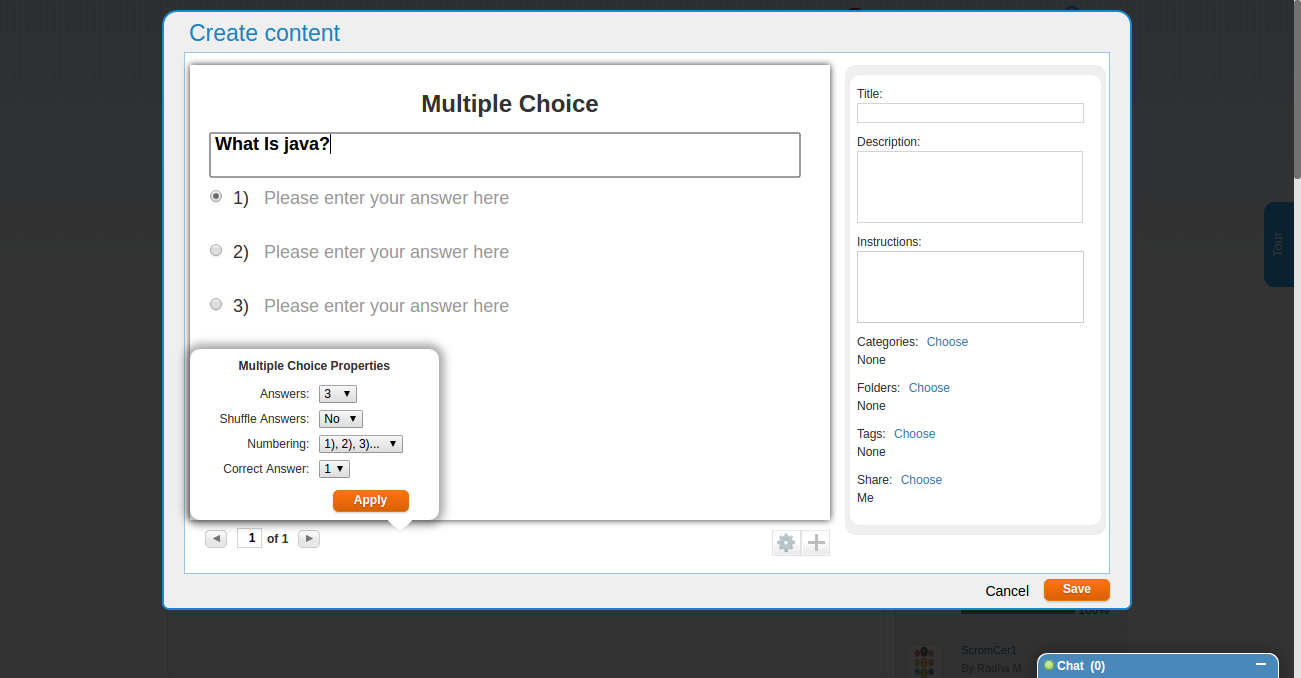 Create content
Multiple Choice
What Is java?
1) Please enter your answer here
2) Please enter your answer here
3) Please enter your answer here
Multiple Choice Properties
Answers: 3
Shuffle Answers: No
Numbering: 1), 2), 3)...
Correct Answer: 1
Apply
1 of 1
Title:
Description:
Instructions:
Categories: Choose
None
Folders: Choose
None
Tags: Choose
None
Share: Choose
Me
Cancel Save
Tour
100%
ScromCer1
By Radha M
Chat (0)